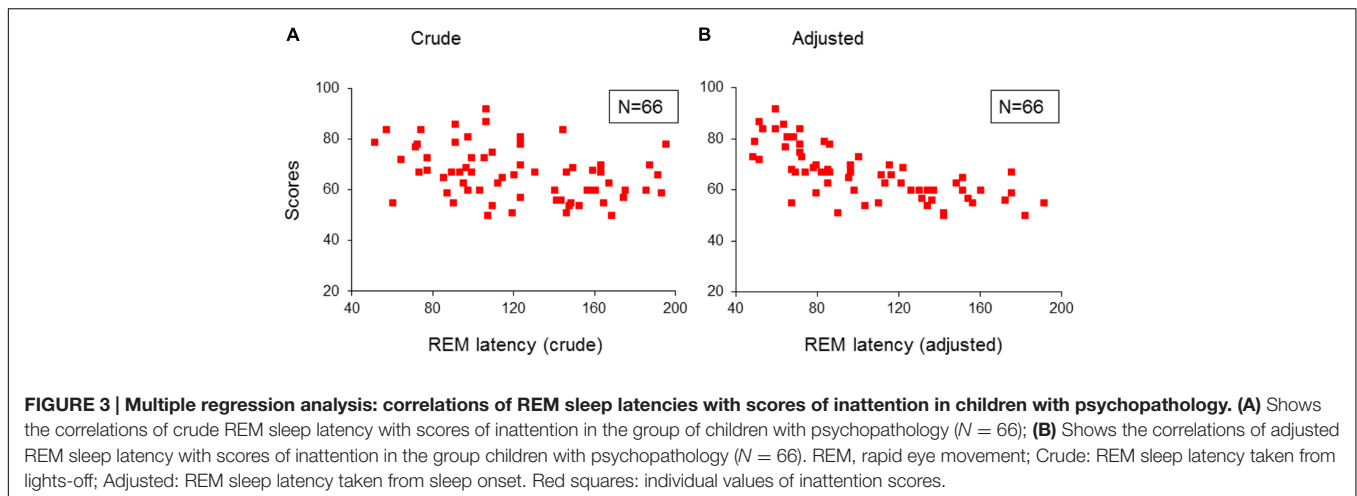 A Crude
B Adjusted
100
80
60
40
20
Scores
N=66
40 80 120 160 200
REM latency (crude)
100
80
60
40
20
N=66
40 80 120 160 200
REM latency (adjusted)
FIGURE 3 | Multiple regression analysis: correlations of REM sleep latencies with scores of inattention in children with psychopathology. (A) Shows
the correlations of crude REM sleep latency with scores of inattention in the group of children with psychopathology (N = 66); (B) Shows the correlations of adjusted
REM sleep latency with scores of inattention in the group children with psychopathology (N = 66). REM, rapid eye movement; Crude: REM sleep latency taken from
lights-off; Adjusted: REM sleep latency taken from sleep onset. Red squares: individual values of inattention scores.